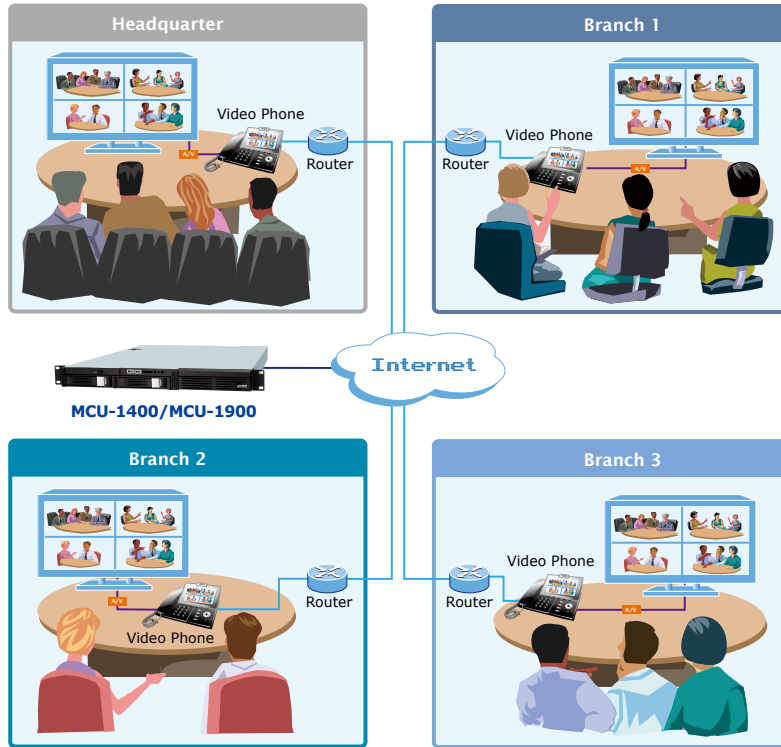 Headquarter
Video Phone
A/V
Router
Branch 1
Video Phone
A/V
Router
Internet
MCU-1400/MCU-1900
Branch 2
A/V
Video Phone
Router
Branch 3
Video Phone
A/V
Router